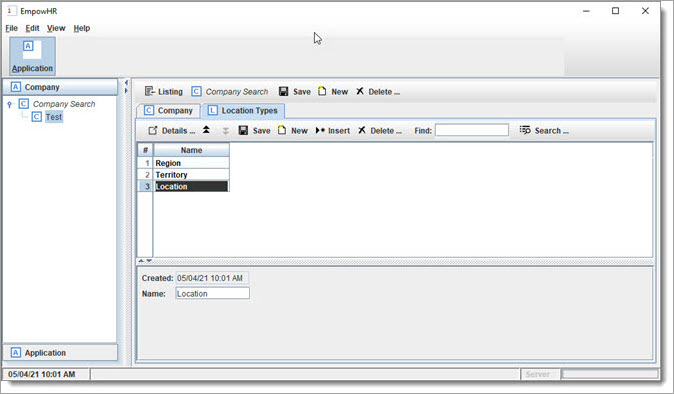 EmpowHR
File Edit View Help
A
Application
A Company
C Company Search
C Test
A Application
Listing C Company Search Save New Delete ...
C Company L Location Types
Details ... Save New Insert Delete ... Find: Search ...
# Name
1 Region
2 Territory
3 Location
Created: 05/04/21 10:01 AM
Name: Location
05/04/21 10:01 AM Server